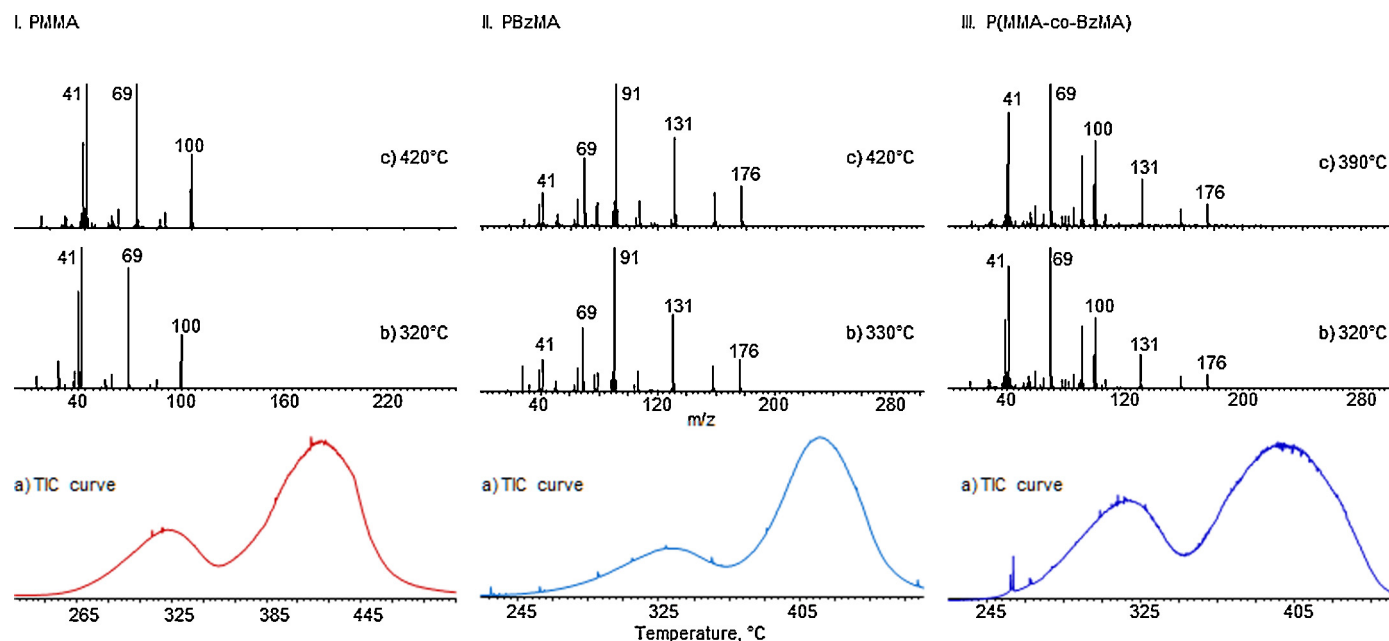 I. PMMA
41
69
100
c) 420°C
41
69
100
b) 320°C
40 100 160 220
a) TIC curve
265 325 385 445
II. PBzMA
91
131
69
41
176
c) 420°C
91
131
69
41
176
b) 330°C
40 120 200 280
m/z
a) TIC curve
245 325 405
Temperature, °C
III. P(MMA-co-BzMA)
41
69
100
131
176
c) 390°C
41
69
100
131
176
b) 320°C
40 120 200 280
a) TIC curve
245 325 405